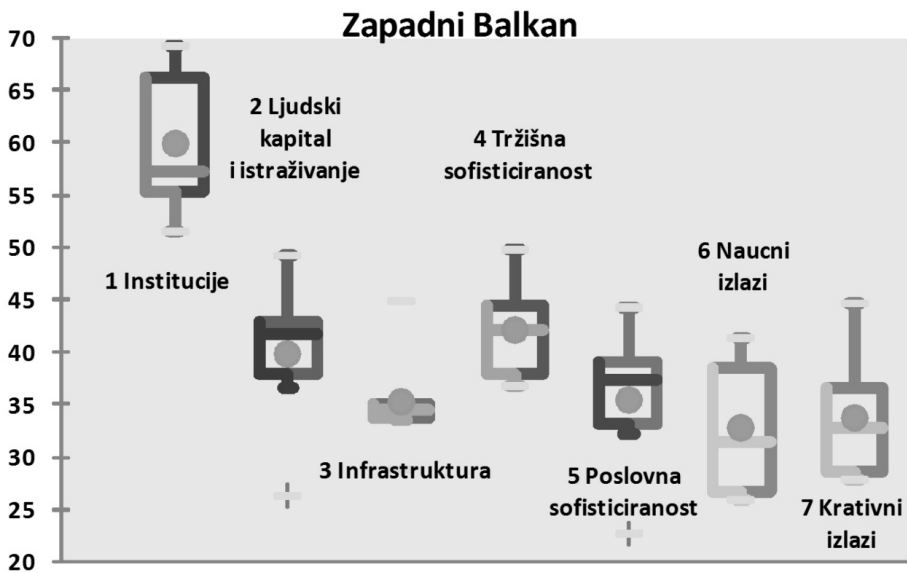 Zapadni Balkan
70
65
60
55
50
45
40
35
30
25
20
1 Institucije
2 Ljudski
kapital
i istraživanje
3 Infrastruktura
4 Tržišna
sofisticiranost
5 Poslovna
sofisticiranost
6 Naucni
izlazi
7 Krativni
izlazi